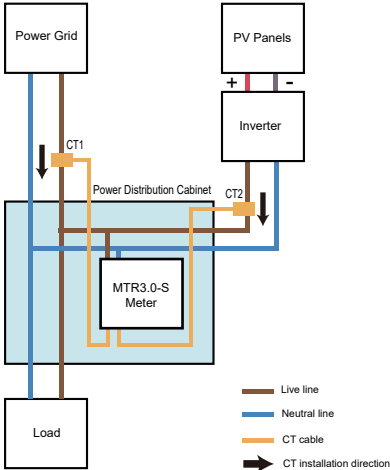 Power Grid
PV Panels
+
-
Inverter
CT1
Power Distribution Cabinet
CT2
MTR3.0-S
Meter
Load
Live line
Neutral line
CT cable
CT installation direction